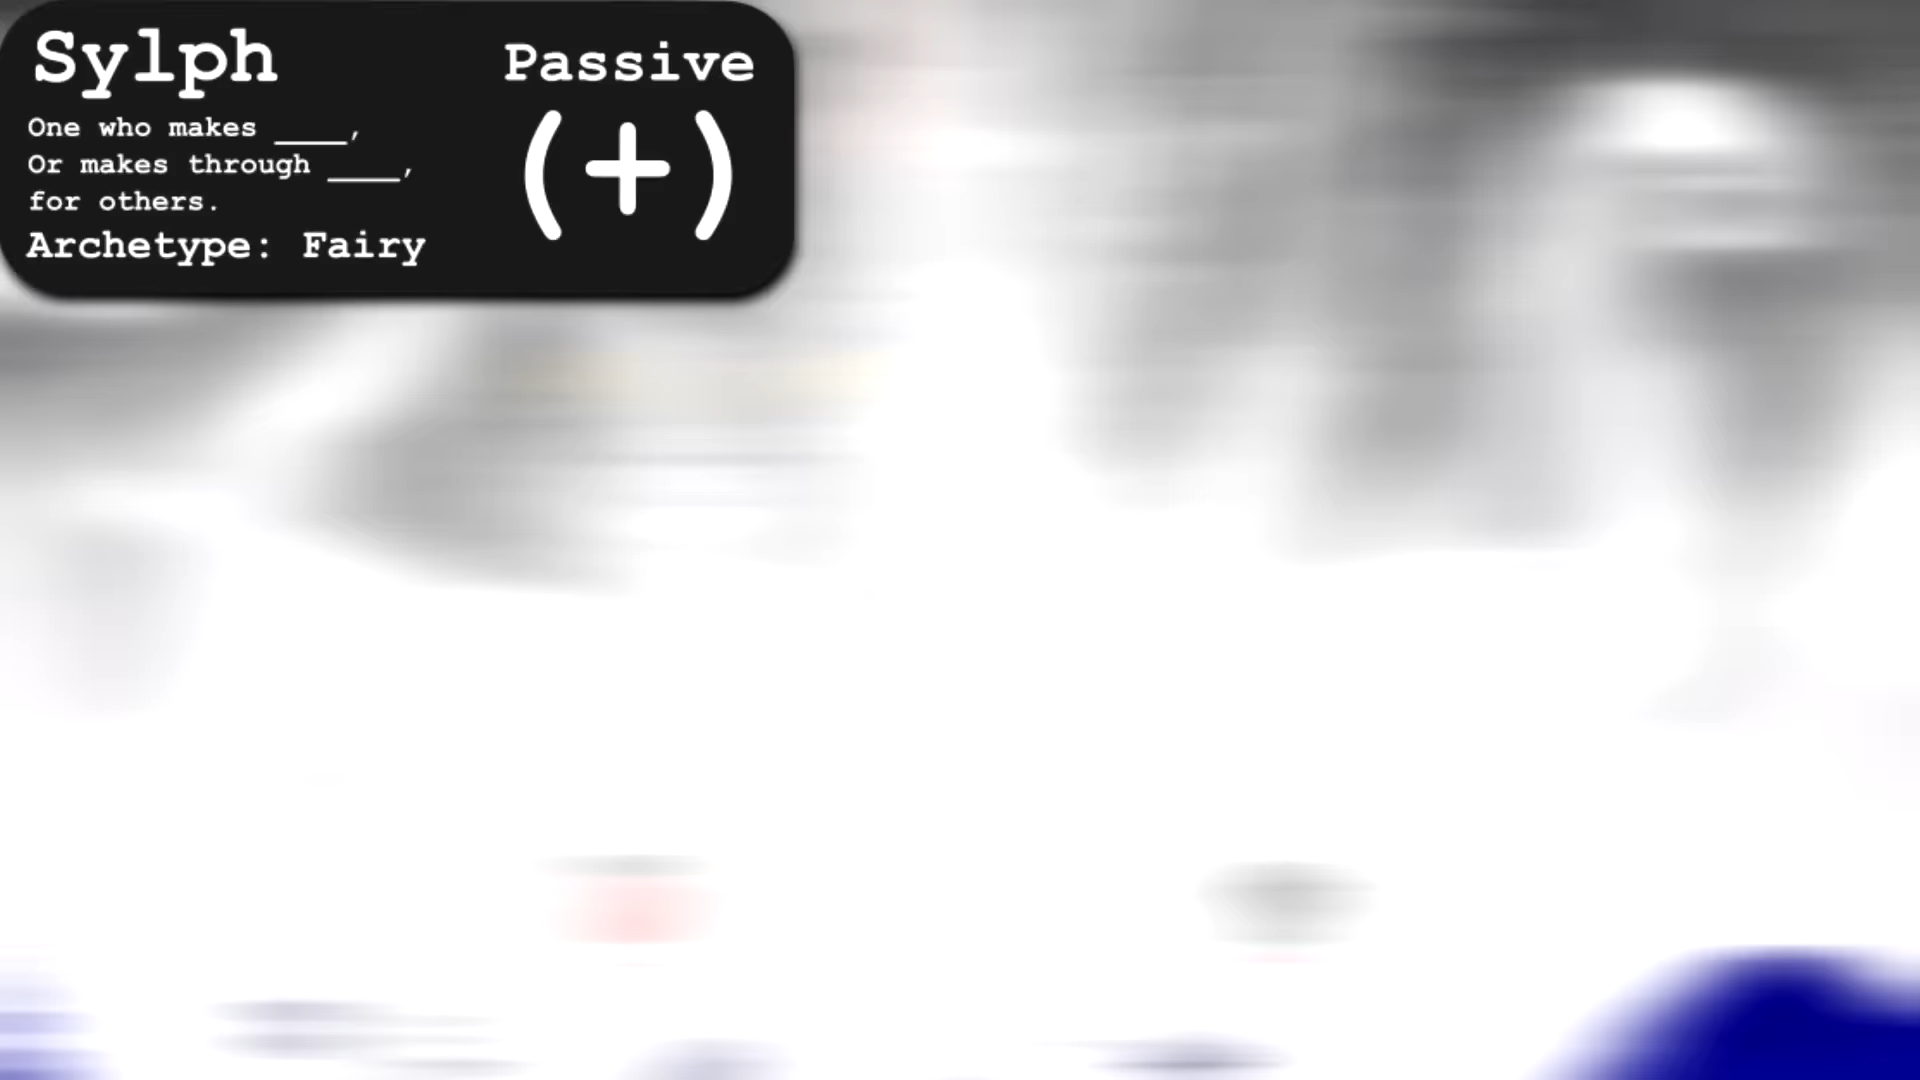 Sylph
One who makes ____,
Or makes through ____,
for others.
Archetype: Fairy
Passive
(+)